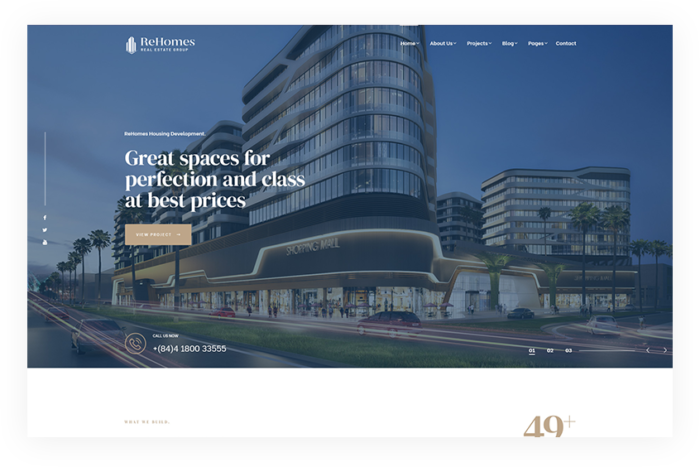 ReHomes
REAL ESTATE GROUP
Home About Us Projects Blog Pages Contact
ReHomes Housing Development.
Great spaces for
perfection and class
at best prices
VIEW PROJECT
SHOPPING MALL
CALL US NOW
+(84)4 1800 33555
01 02 03
WHAT WE BUILD.
49+